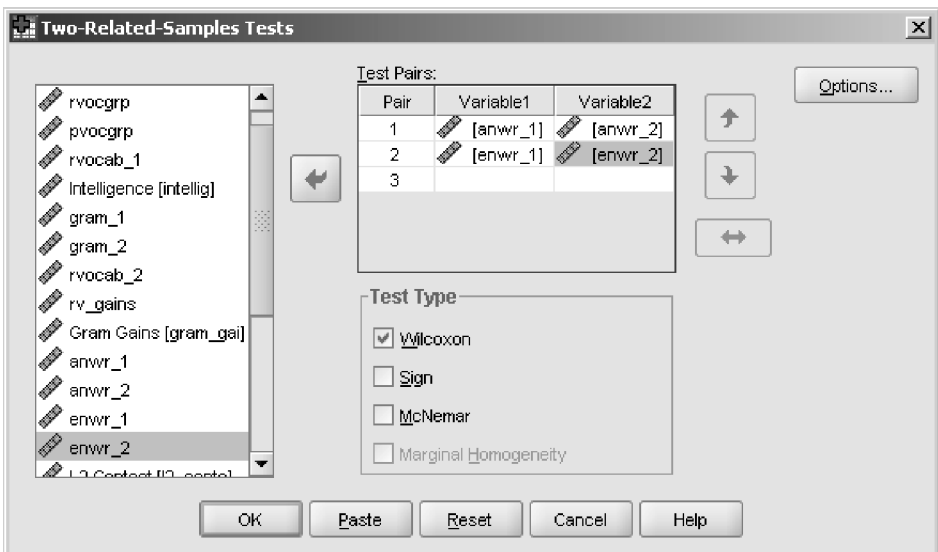 Two-Related-Samples Tests
rvocgrp
pvocgrp
rvocab_1
Intelligence [intellig]
gram_1
gram_2
rvocab_2
rv_gains
Gram Gains [gram_gai]
anwr_1
anwr_2
enwr_1
enwr_2
Test Pairs:
Pair Variable1 Variable2
1 [anwr_1] [anwr_2]
2 [enwr_1] [enwr_2]
3
Options...
Test Type
Wilcoxon
Sign
McNemar
Marginal Homogeneity
OK Paste Reset Cancel Help